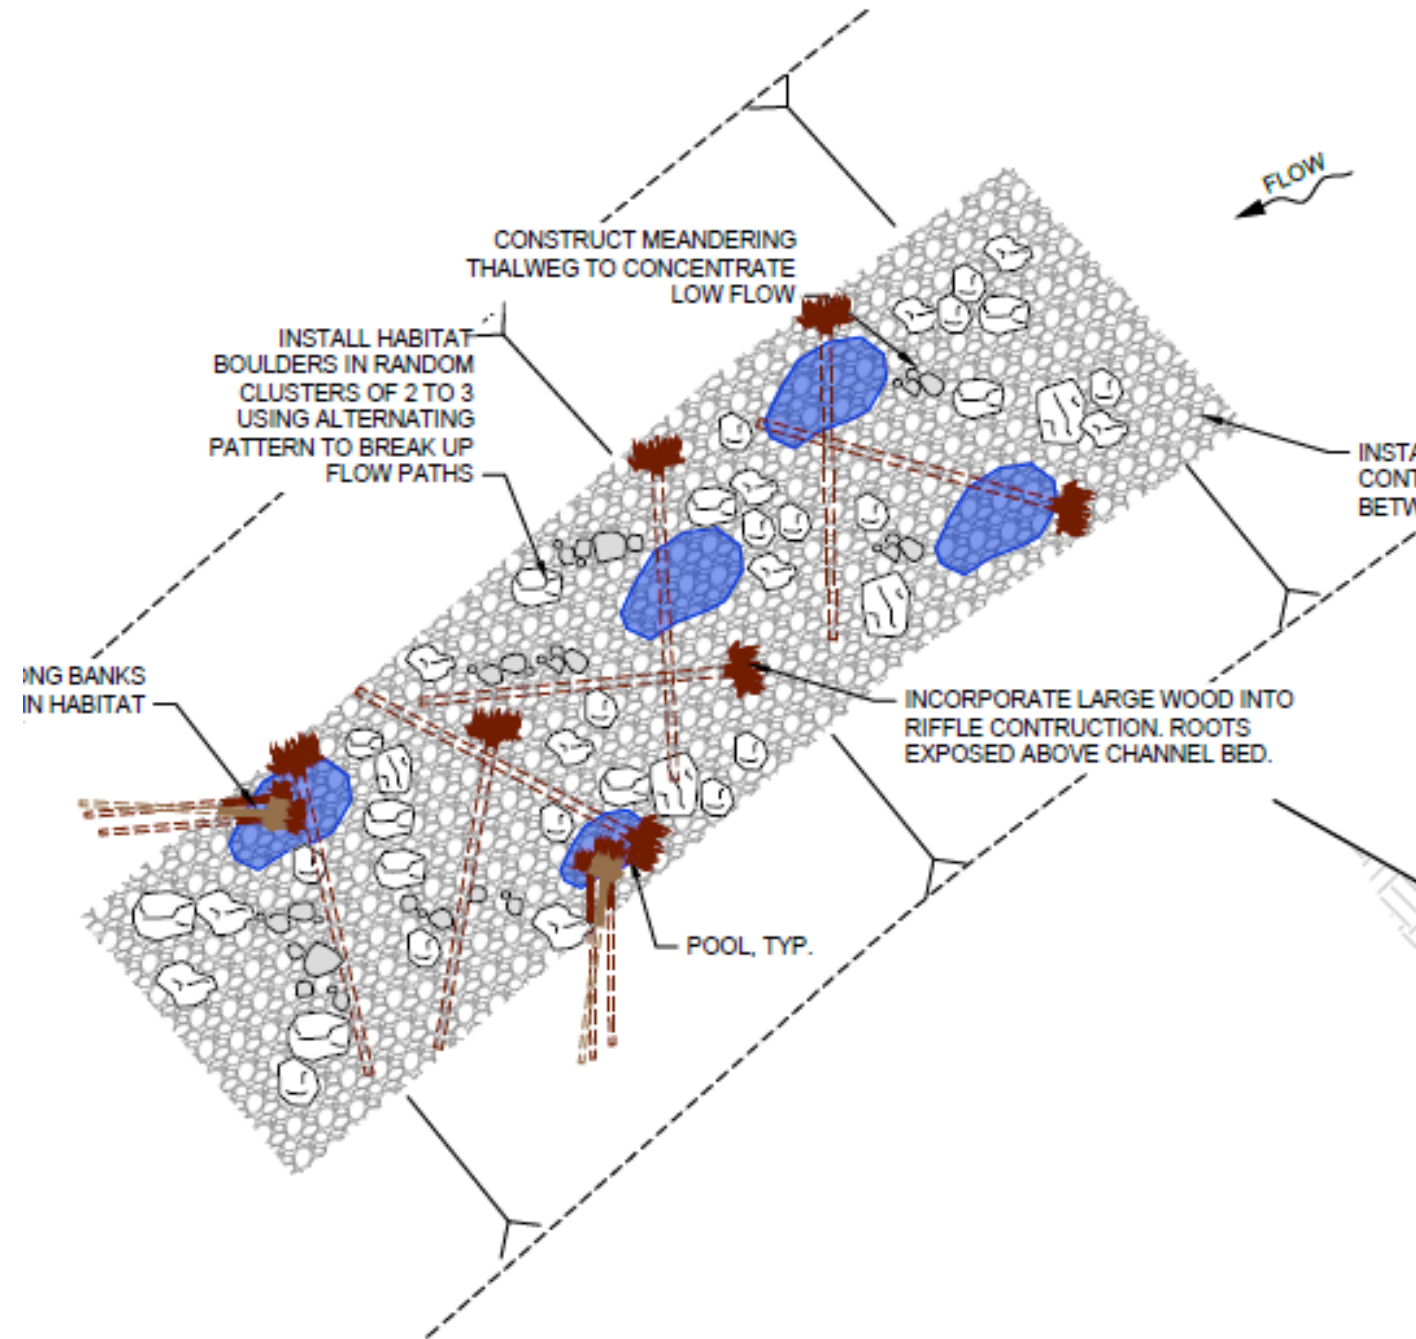 FLOW
CONSTRUCT MEANDERING
THALWEG TO CONCENTRATE
LOW FLOW
INSTALL HABITAT
BOULDERS IN RANDOM
CLUSTERS OF 2 TO 3
USING ALTERNATING
PATTERN TO BREAK UP
FLOW PATHS
INSTA
CONT
BETW
ONG BANKS
IN HABITAT
INCORPORATE LARGE WOOD INTO
RIFFLE CONTRUCTION. ROOTS
EXPOSED ABOVE CHANNEL BED.
POOL, TYP.